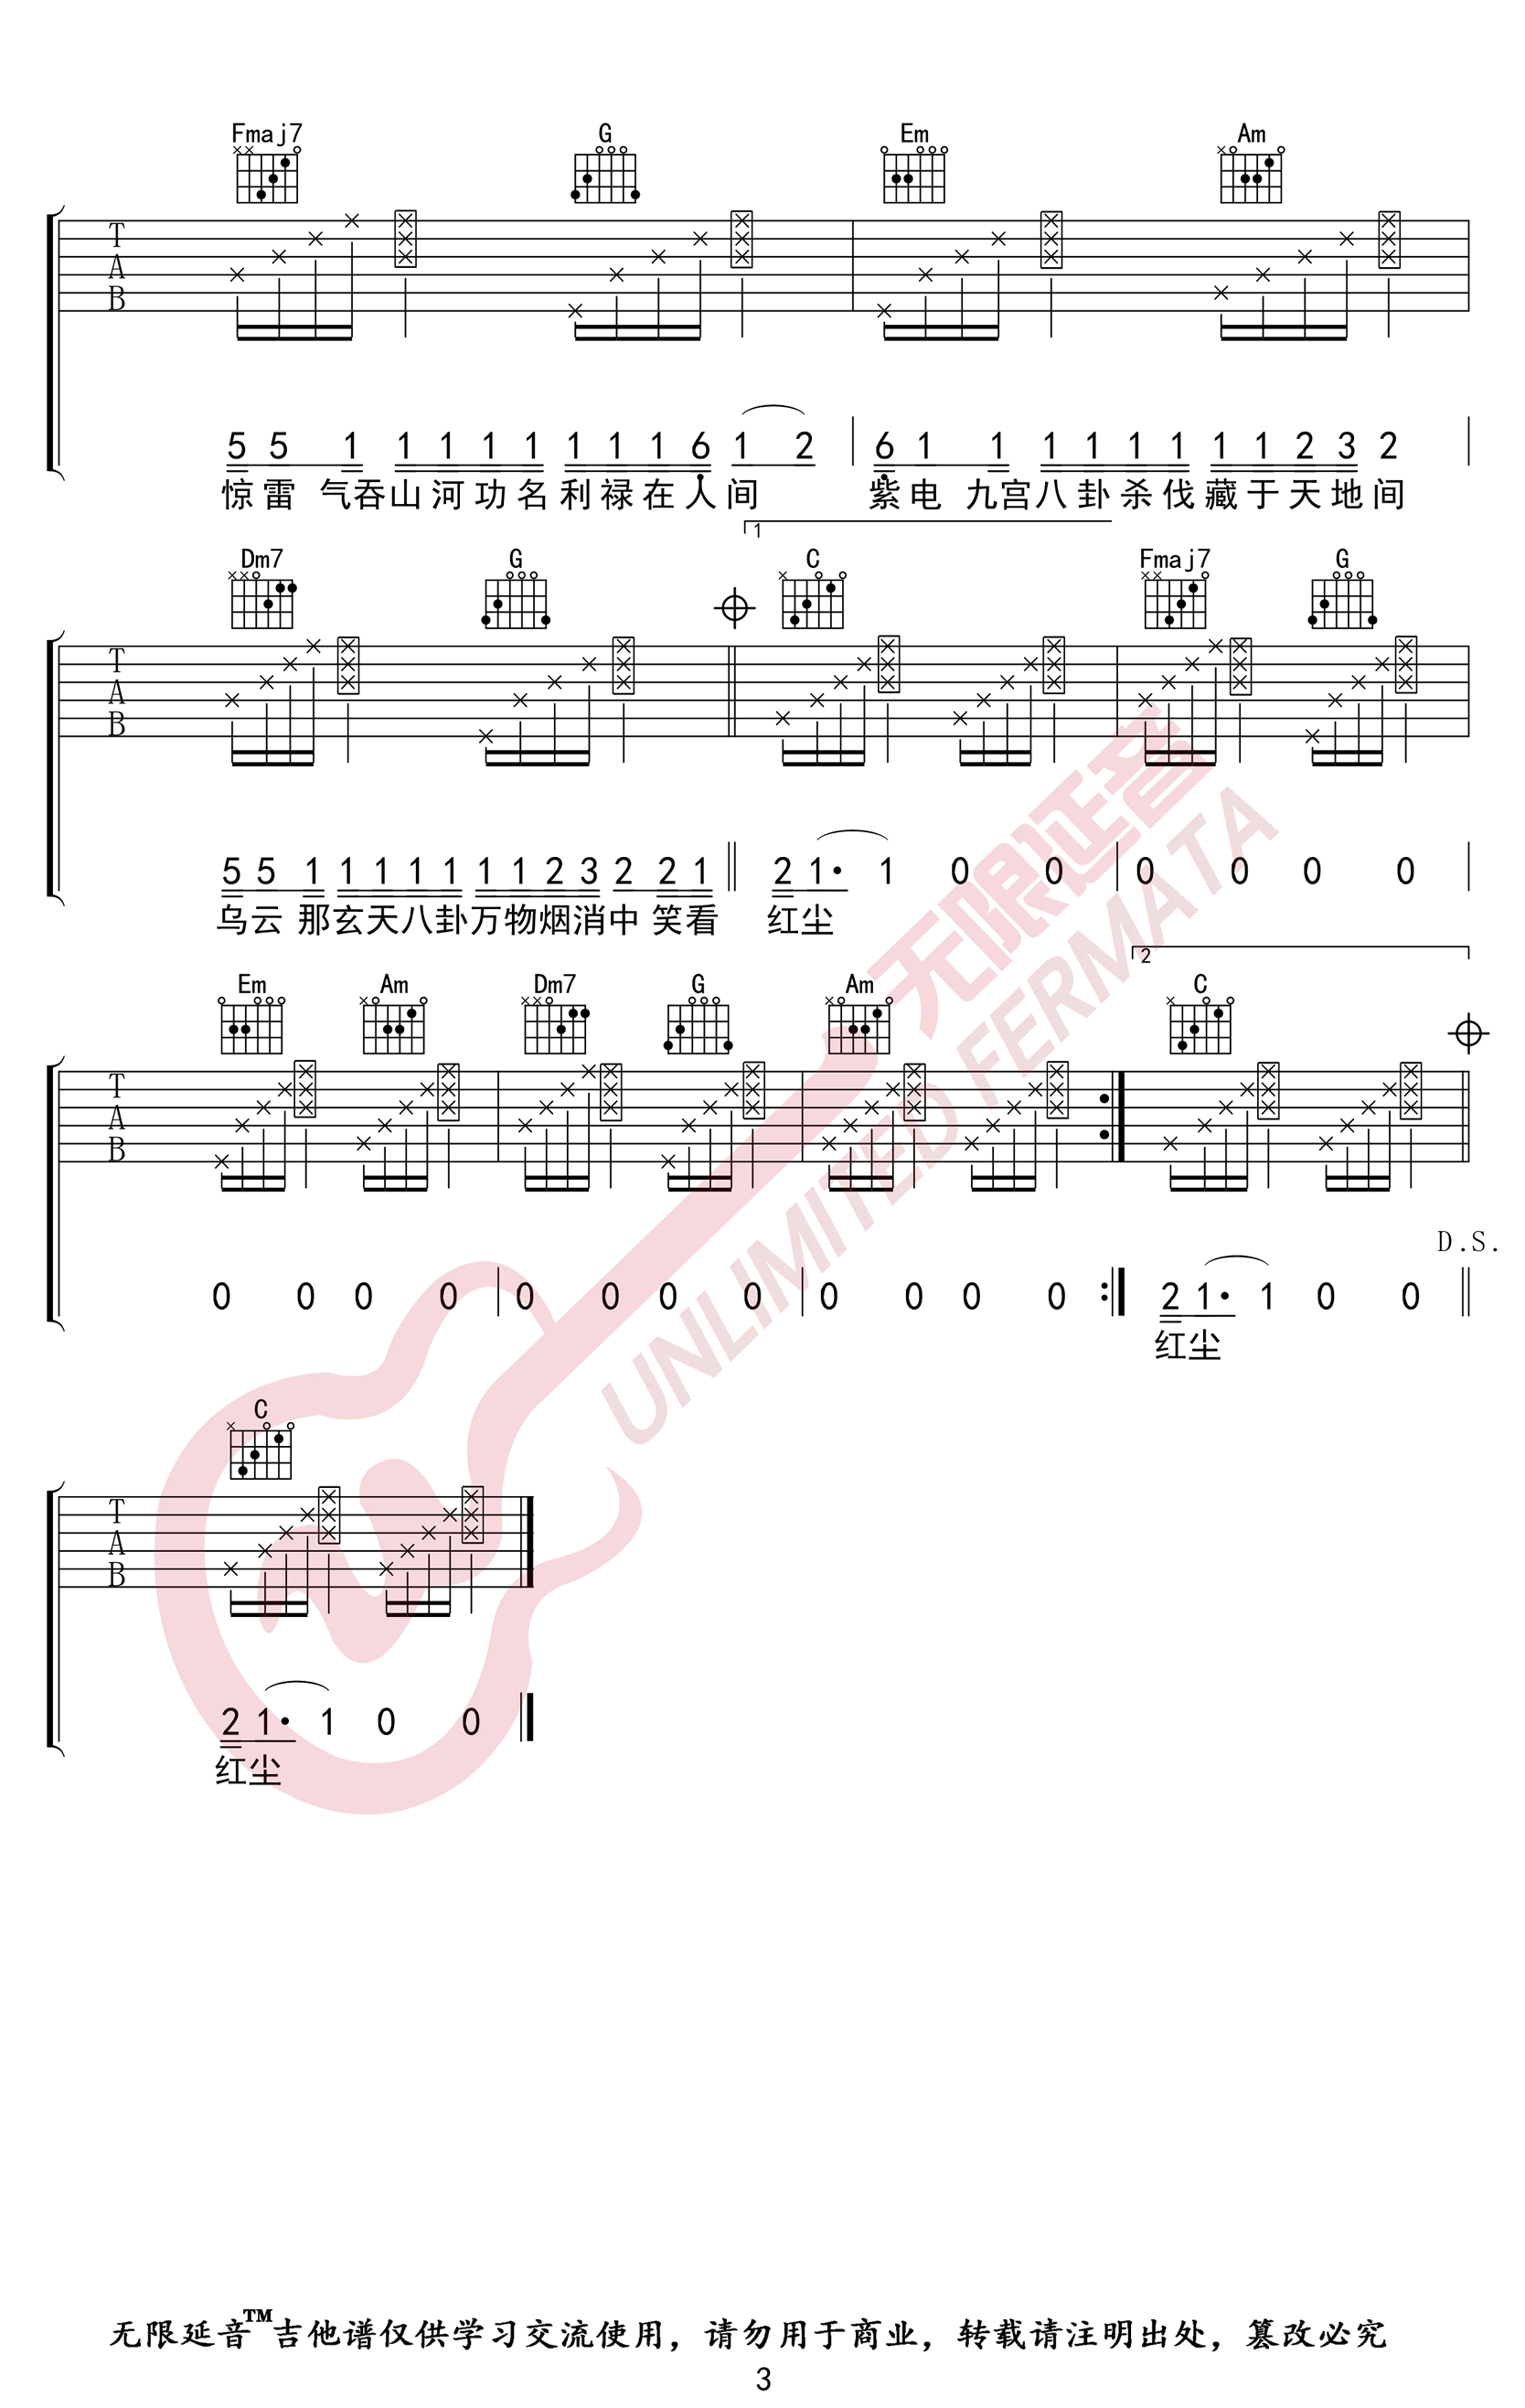 Fmaj7 G Em Am
T
A
B
5 5 1 1 1 1 1 1 1 1 6 1 2 6 1 1 1 1 1 1 1 1 2 3 2
惊雷 气吞山河功名利禄在人间 紫电 九宫八卦杀伐藏于天地间
1
Dm7 G C Fmaj7 G
T
A
B
5 5 1 1 1 1 1 1 1 2 3 2 2 1 2 1· 1 0 0 0 0 0 0
乌云 那玄天八卦万物烟消中 笑看 红尘
2
Em Am Dm7 G Am C
T
A
B
D.S.
0 0 0 0 0 0 0 0 0 0 0 0 2 1· 1 0 0
红尘
C
T
A
B
2 1· 1 0 0
红尘
无限延音
UNLIMITED FERMATA
无限延音™吉他谱仅供学习交流使用，请勿用于商业，转载请注明出处，篡改必究
3